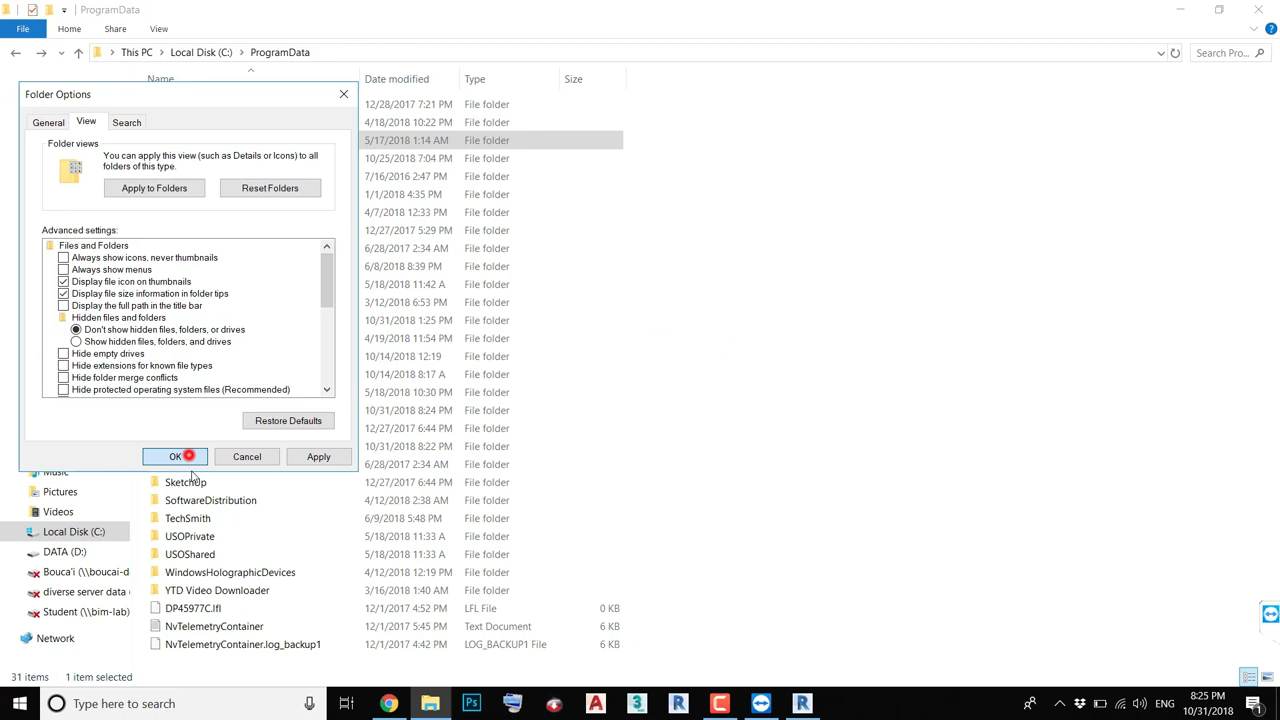 ProgramData
File Home Share View
This PC Local Disk (C:) ProgramData Search Pro...
Name Date modified Type Size
Folder Options
General View Search
Folder views
You can apply this view (such as Details or Icons) to all
folders of this type.
Apply to Folders Reset Folders
Advanced settings:
Files and Folders
Always show icons, never thumbnails
Always show menus
Display file icon on thumbnails
Display file size information in folder tips
Display the full path in the title bar
Hidden files and folders
Don't show hidden files, folders, or drives
Show hidden files, folders, and drives
Hide empty drives
Hide extensions for known file types
Hide folder merge conflicts
Hide protected operating system files (Recommended)
Restore Defaults
OK Cancel Apply
12/28/2017 7:21 PM File folder
4/18/2018 10:22 PM File folder
5/17/2018 1:14 AM File folder
10/25/2018 7:04 PM File folder
7/16/2016 2:47 PM File folder
1/1/2018 4:35 PM File folder
4/7/2018 12:33 PM File folder
12/27/2017 5:29 PM File folder
6/28/2017 2:34 AM File folder
6/8/2018 8:39 PM File folder
5/18/2018 11:42 A File folder
3/12/2018 6:53 PM File folder
10/31/2018 1:25 PM File folder
4/19/2018 11:54 PM File folder
10/14/2018 12:19 File folder
10/14/2018 8:17 A File folder
5/18/2018 10:30 PM File folder
10/31/2018 8:24 PM File folder
12/27/2017 6:44 PM File folder
10/31/2018 8:22 PM File folder
6/28/2017 2:34 AM File folder
SketchUp 12/27/2017 6:44 PM File folder
SoftwareDistribution 4/12/2018 2:38 AM File folder
TechSmith 6/9/2018 5:48 PM File folder
USOPrivate 5/18/2018 11:33 A File folder
USOShared 5/18/2018 11:33 A File folder
WindowsHolographicDevices 4/12/2018 12:19 PM File folder
YTD Video Downloader 3/16/2018 1:40 AM File folder
DP45977C.lfl 12/1/2017 4:52 PM LFL File 0 KB
NvTelemetryContainer 12/1/2017 5:45 PM Text Document 6 KB
NvTelemetryContainer.log_backup1 12/1/2017 4:42 PM LOG_BACKUP1 File 6 KB
Music
Pictures
Videos
Local Disk (C:)
DATA (D:)
Bouca'i (\\boucai-d
diverse server data
Student (\\bim-lab)
Network
31 items 1 item selected
Type here to search
ENG
8:25 PM
10/31/2018